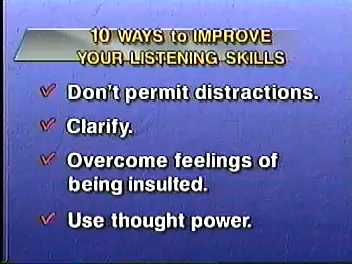 10 WAYS to IMPROVE
YOUR LISTENING SKILLS
Don't permit distractions.
Clarify.
Overcome feelings of
being insulted.
Use thought power.